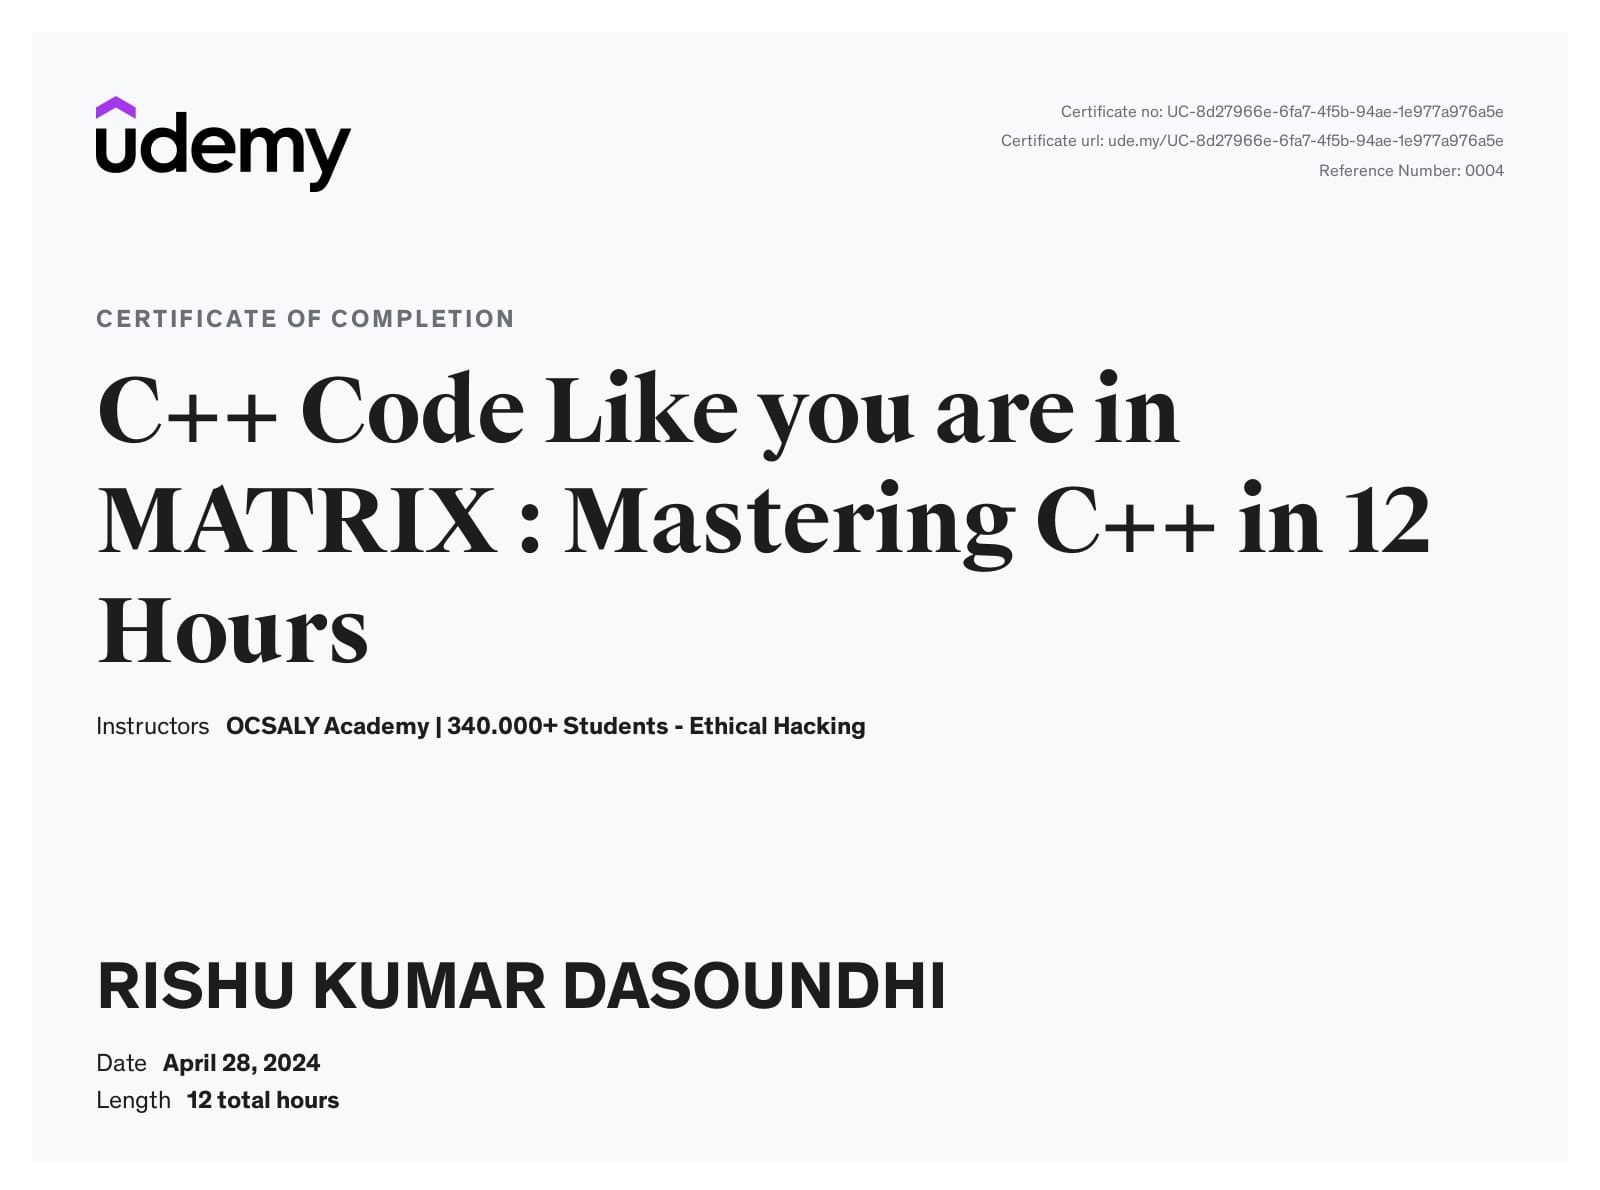 udemy
Certificate no: UC-8d27966e-6fa7-4f5b-94ae-1e977a976a5e
Certificate url: ude.my/UC-8d27966e-6fa7-4f5b-94ae-1e977a976a5e
Reference Number: 0004
CERTIFICATE OF COMPLETION
C++ Code Like you are in
MATRIX : Mastering C++ in 12
Hours
Instructors OCSALY Academy | 340.000+ Students - Ethical Hacking
RISHU KUMAR DASOUNDHI
Date April 28, 2024
Length 12 total hours